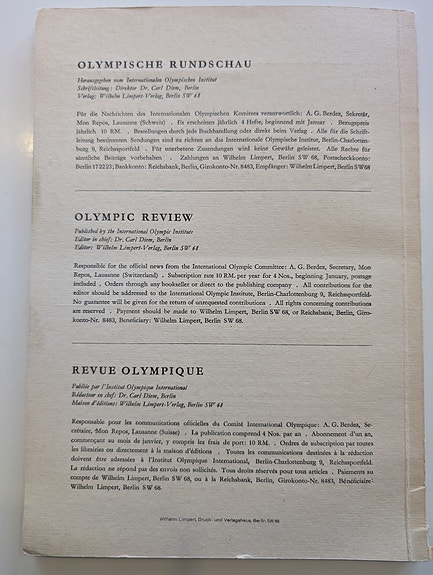 OLYMPISCHE RUNDSCHAU
Herausgegeben vom Internationalen Olympischen Institut
Schriftleitung: Direktor Dr. Carl Diem, Berlin
Verlag: Wilhelm Limpert-Verlag, Berlin SW 68
Für die Nachrichten des Internationalen Olympischen Komitees verantwortlich: A. G. Berdez, Sekretär,
Mon Repos, Lausanne (Schweiz) . Es erscheinen jährlich 4 Hefte, beginnend mit Januar . Bezugspreis
jährlich 10 RM. . Bestellungen durch jede Buchhandlung oder direkt beim Verlag . Alle für die Schrift-
leitung bestimmten Sendungen sind zu richten an das Internationale Olympische Institut, Berlin-Charlotten-
burg 9, Reichssportfeld . Für unerbetene Zusendungen wird keine Gewähr geleistet. Alle Rechte für
sämtliche Beiträge vorbehalten . Zahlungen an Wilhelm Limpert, Berlin SW 68, Postscheckkonto:
Berlin 172 223; Bankkonto: Reichsbank, Berlin, Girokonto-Nr. 8483, Empfänger: Wilhelm Limpert, Berlin SW68
OLYMPIC REVIEW
Published by the International Olympic Institute
Editor in chief: Dr. Carl Diem, Berlin
Editor: Wilhelm Limpert-Verlag, Berlin SW 68
Responsible for the official news from the International Olympic Committee: A. G. Berdez, Secretary, Mon
Repos, Lausanne (Switzerland) . Subscription rate 10 RM. per year for 4 Nos., beginning January, postage
included . Orders through any bookseller or direct to the publishing company . All contributions for the
editor should be addressed to the International Olympic Institute, Berlin-Charlottenburg 9, Reichssportfeld.
No guarantee will be given for the return of unrequested contributions . All rights concerning contributions
are reserved . Payment should be made to Wilhelm Limpert, Berlin SW 68, or Reichsbank, Berlin, Giro-
konto-Nr. 8483, Beneficiary: Wilhelm Limpert, Berlin SW 68.
REVUE OLYMPIQUE
Publiée par l'Institut Olympique International
Rédacteur en chef: Dr. Carl Diem, Berlin
Maison d'éditions: Wilhelm Limpert-Verlag, Berlin SW 68
Responsable pour les communications officielles du Comité International Olympique: A. G. Berdez, Se-
crétaire, Mon Repos, Lausanne (Suisse) . La publication comprend 4 Nos. par an . Abonnement d'un an,
commençant au mois de janvier, y compris les frais de port: 10 RM. . Ordres de subscription par toutes
les librairies ou directement à la maison d'éditions . Toutes les communications destinées à la rédaction
doivent être adressées à l'Institut Olympique International, Berlin-Charlottenburg 9, Reichssportfeld.
La rédaction ne répond pas des envois non sollicités. Tous droits réservés pour tous articles . Paiements au
compte de Wilhelm Limpert, Berlin SW 68, ou à la Reichsbank, Berlin, Girokonto-Nr. 8483, Bénéficiaire:
Wilhelm Limpert, Berlin SW 68.
Wilhelm Limpert, Druck- und Verlagshaus, Berlin SW 68